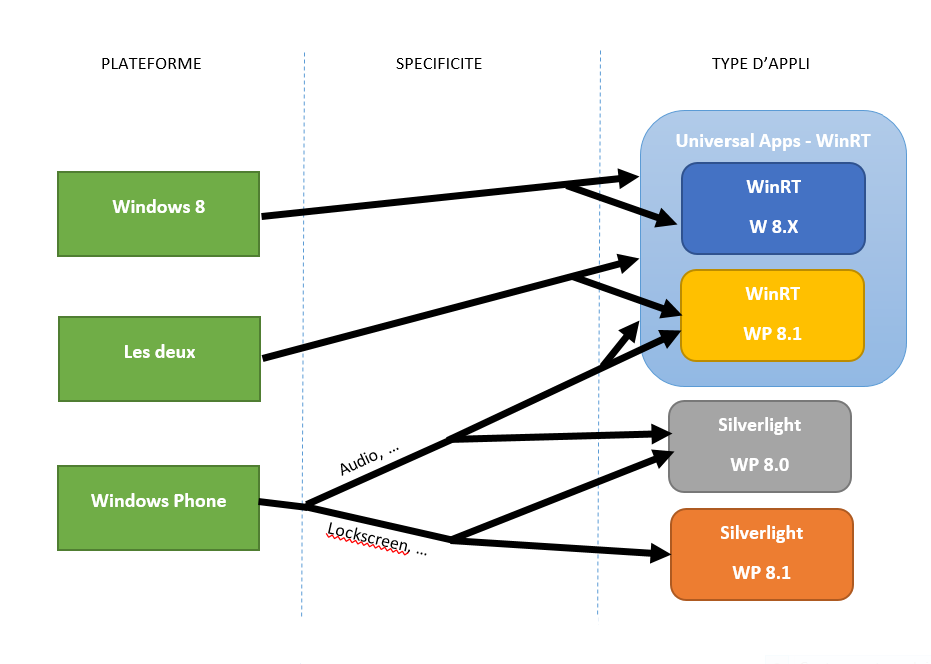 PLATEFORME
SPECIFICITE
TYPE D’APPLI
Universal Apps - WinRT
Windows 8
WinRT
W 8.X
Les deux
WinRT
WP 8.1
Audio, ...
Silverlight
WP 8.0
Windows Phone
Lockscreen, ...
Silverlight
WP 8.1